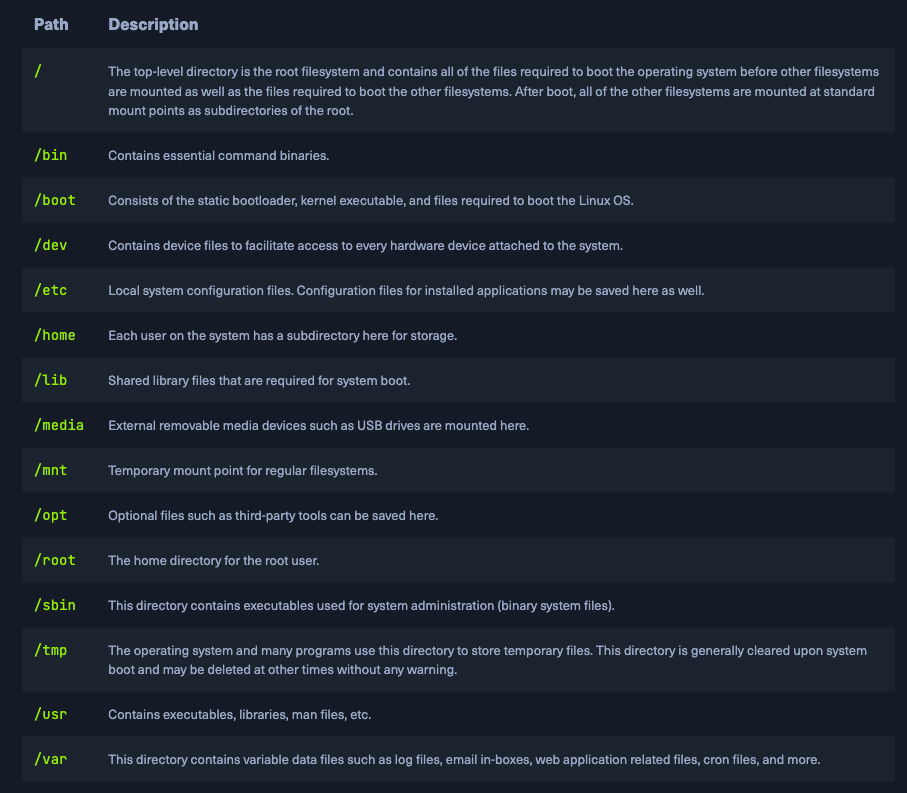 Path Description
/ The top-level directory is the root filesystem and contains all of the files required to boot the operating system before other filesystems
are mounted as well as the files required to boot the other filesystems. After boot, all of the other filesystems are mounted at standard
mount points as subdirectories of the root.
/bin Contains essential command binaries.
/boot Consists of the static bootloader, kernel executable, and files required to boot the Linux OS.
/dev Contains device files to facilitate access to every hardware device attached to the system.
/etc Local system configuration files. Configuration files for installed applications may be saved here as well.
/home Each user on the system has a subdirectory here for storage.
/lib Shared library files that are required for system boot.
/media External removable media devices such as USB drives are mounted here.
/mnt Temporary mount point for regular filesystems.
/opt Optional files such as third-party tools can be saved here.
/root The home directory for the root user.
/sbin This directory contains executables used for system administration (binary system files).
/tmp The operating system and many programs use this directory to store temporary files. This directory is generally cleared upon system
boot and may be deleted at other times without any warning.
/usr Contains executables, libraries, man files, etc.
/var This directory contains variable data files such as log files, email in-boxes, web application related files, cron files, and more.